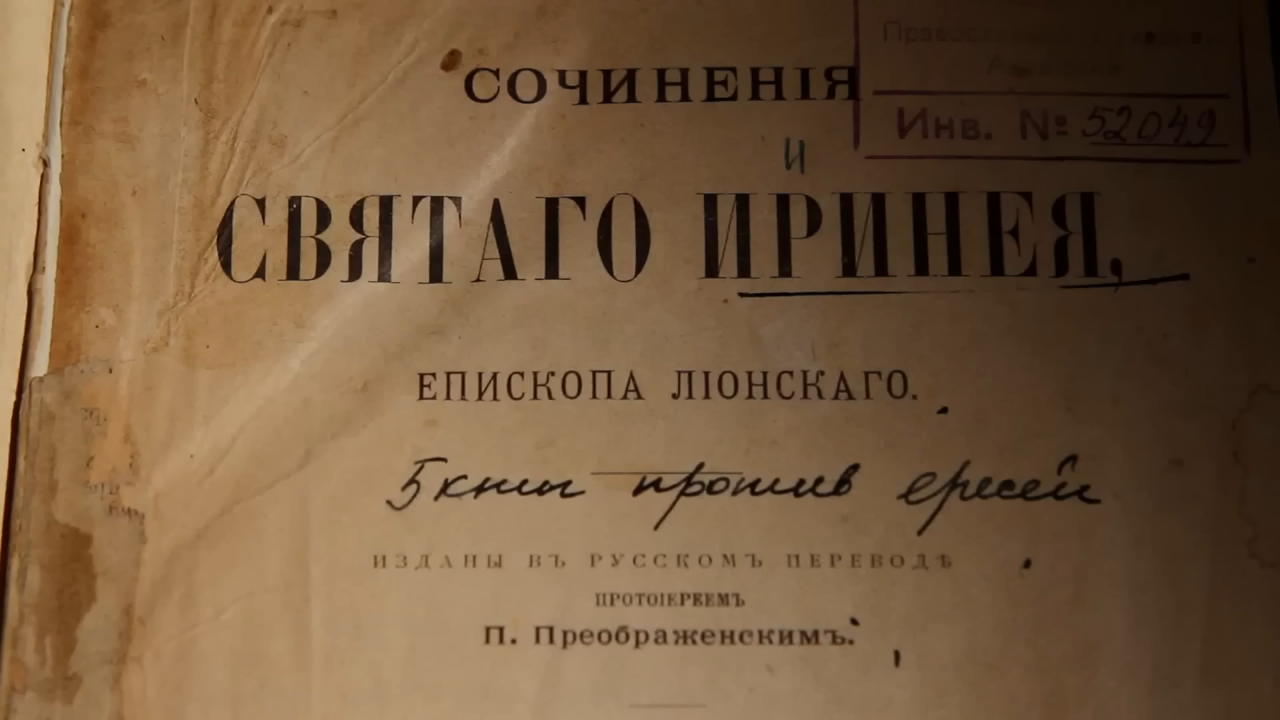 СОЧИНЕНІЯ
Инв. № 52049
И
СВЯТАГО ИРИНЕЯ,
ЕПИСКОПА ЛІОНСКАГО.
5 книг против ересей
ИЗДАНЫ ВЪ РУССКОМЪ ПЕРЕВОДѢ
ПРОТОІЕРЕЕМЪ
П. Преображенскимъ.